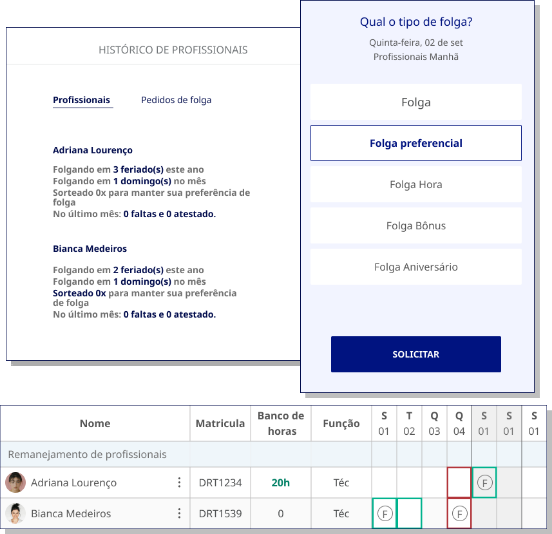 HISTÓRICO DE PROFISSIONAIS
Profissionais
Pedidos de folga
Adriana Lourenço
Folgando em 3 feriado(s) este ano
Folgando em 1 domingo(s) no mês
Sorteado 0x para manter sua preferência de
folga
No último mês: 0 faltas e 0 atestado.
Bianca Medeiros
Folgando em 2 feriado(s) este ano
Folgando em 1 domingo(s) no mês
Sorteado 0x para manter sua preferência
de folga
No último mês: 0 faltas e 0 atestado.
Qual o tipo de folga?
Quinta-feira, 02 de set
Profissionais Manhã
Folga
Folga preferencial
Folga Hora
Folga Bônus
Folga Aniversário
SOLICITAR
Nome Matricula Banco de horas Função S 01 T 02 Q 03 Q 04 S 01 S 01 S 01
Remanejamento de profissionais
Adriana Lourenço DRT1234 20h Téc F
Bianca Medeiros DRT1539 0 Téc F F